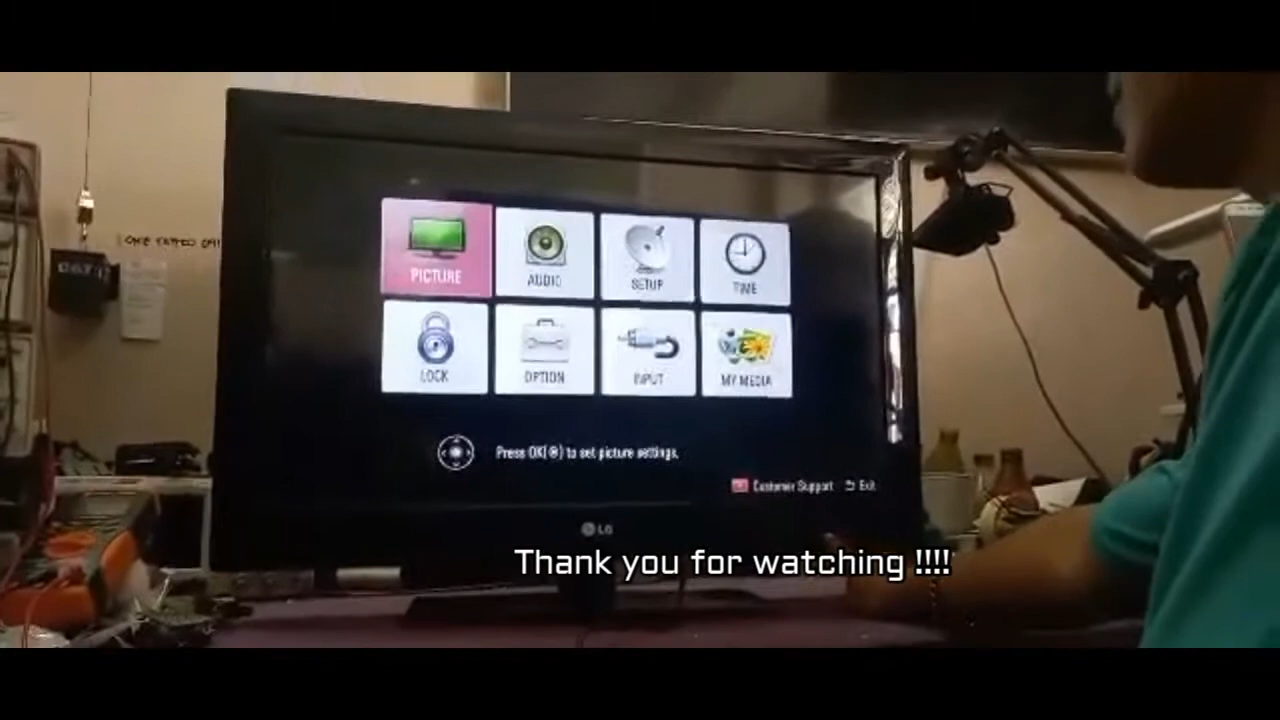 PICTURE
AUDIO
SETUP
TIME
LOCK
OPTION
INPUT
MY MEDIA
Press OK(◉) to set picture settings.
Customer Support
Exit
LG
Thank you for watching !!!!